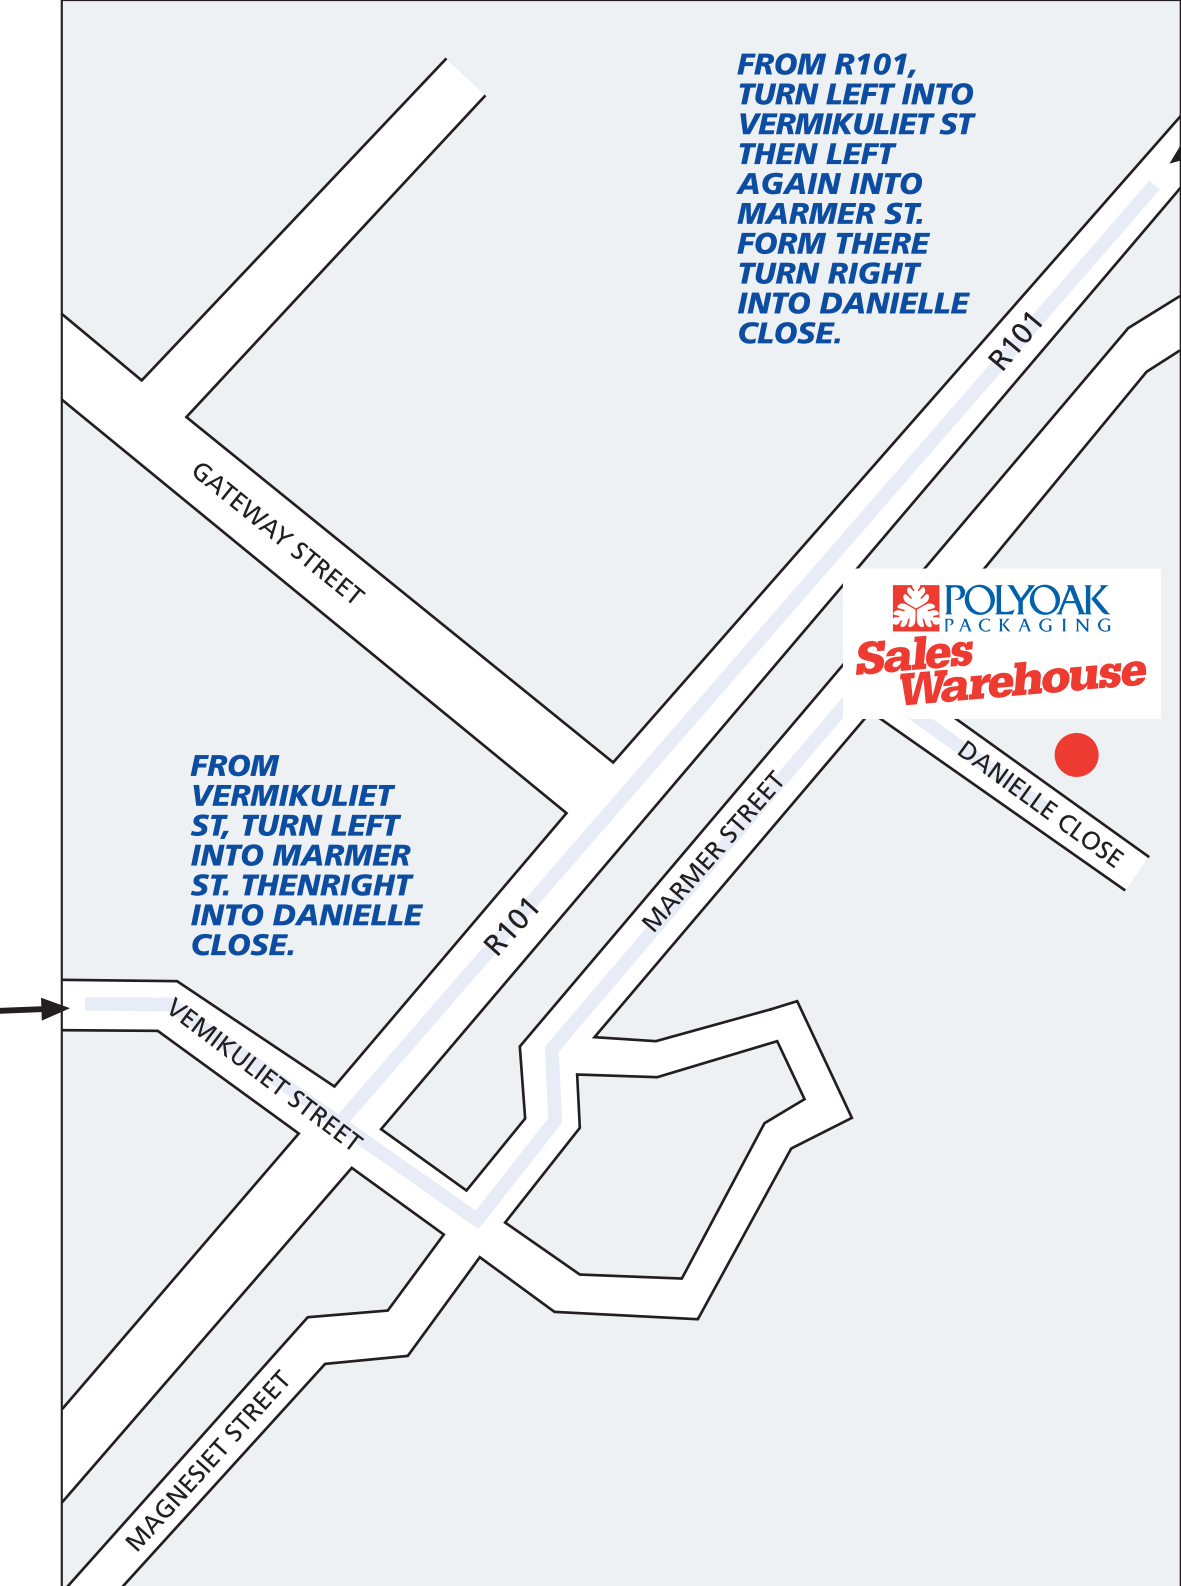 FROM R101,
TURN LEFT INTO
VERMIKULIET ST
THEN LEFT
AGAIN INTO
MARMER ST.
FORM THERE
TURN RIGHT
INTO DANIELLE
CLOSE.
R101
GATEWAY STREET
POLYOAK
PACKAGING
Sales
Warehouse
DANIELLE CLOSE
MARMER STREET
FROM
VERMIKULIET
ST, TURN LEFT
INTO MARMER
ST. THENRIGHT
INTO DANIELLE
CLOSE.
R101
VEMIKULIET STREET
MAGNESIET STREET